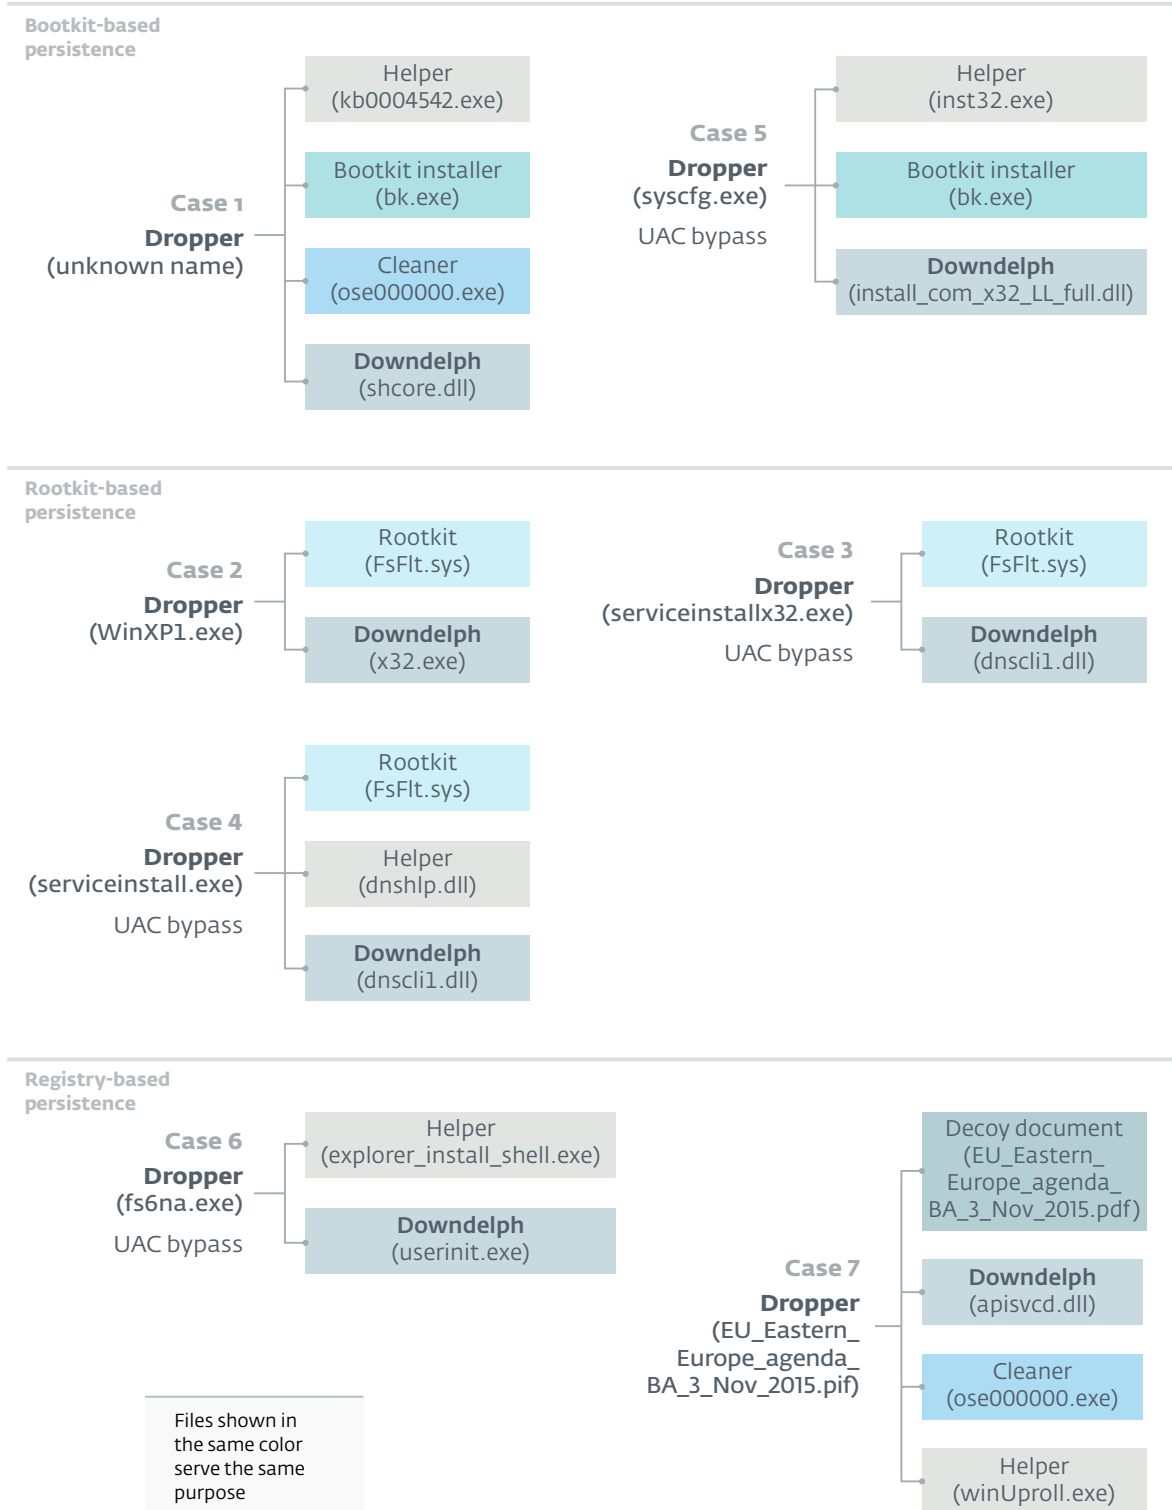 Bootkit-based
persistence
Case 1
Dropper
(unknown name)
Helper
(kb0004542.exe)
Bootkit installer
(bk.exe)
Cleaner
(ose000000.exe)
Downdelph
(shcore.dll)
Case 5
Dropper
(syscfg.exe)
UAC bypass
Helper
(inst32.exe)
Bootkit installer
(bk.exe)
Downdelph
(install_com_x32_LL_full.dll)
Rootkit-based
persistence
Case 2
Dropper
(WinXP1.exe)
Rootkit
(FsFlt.sys)
Downdelph
(x32.exe)
Case 3
Dropper
(serviceinstallx32.exe)
UAC bypass
Rootkit
(FsFlt.sys)
Downdelph
(dnscli1.dll)
Case 4
Dropper
(serviceinstall.exe)
UAC bypass
Rootkit
(FsFlt.sys)
Helper
(dnshlp.dll)
Downdelph
(dnscli1.dll)
Registry-based
persistence
Case 6
Dropper
(fs6na.exe)
UAC bypass
Helper
(explorer_install_shell.exe)
Downdelph
(userinit.exe)
Case 7
Dropper
(EU_Eastern_
Europe_agenda_
BA_3_Nov_2015.pif)
Decoy document
(EU_Eastern_
Europe_agenda_
BA_3_Nov_2015.pdf)
Downdelph
(apisvcd.dll)
Cleaner
(ose000000.exe)
Helper
(winUproll.exe)
Files shown in
the same color
serve the same
purpose